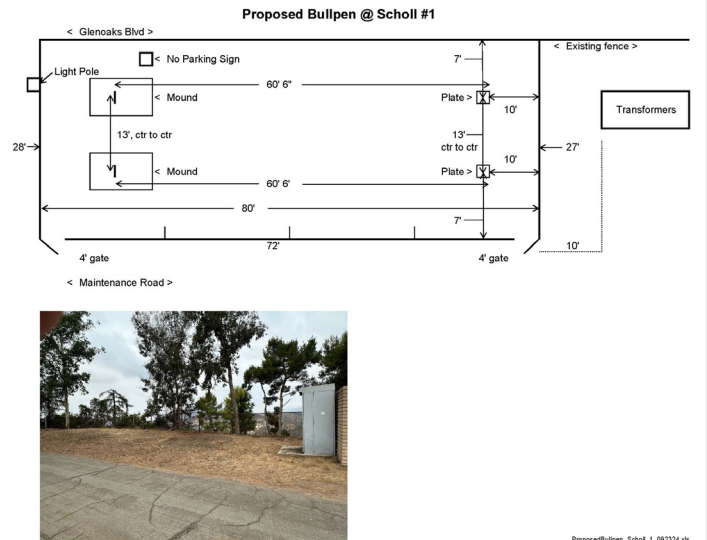 Proposed Bullpen @ Scholl #1
< Glenoaks Blvd >
< Existing fence >
< No Parking Sign
7'
Light Pole
60' 6"
< Mound
Plate >
10'
Transformers
13', ctr to ctr
13'
ctr to ctr
28'
27'
10'
< Mound
Plate >
60' 6'
80'
7'
72'
10'
4' gate
4' gate
< Maintenance Road >
ProposedBullpen_Scholl_1_092324.xls